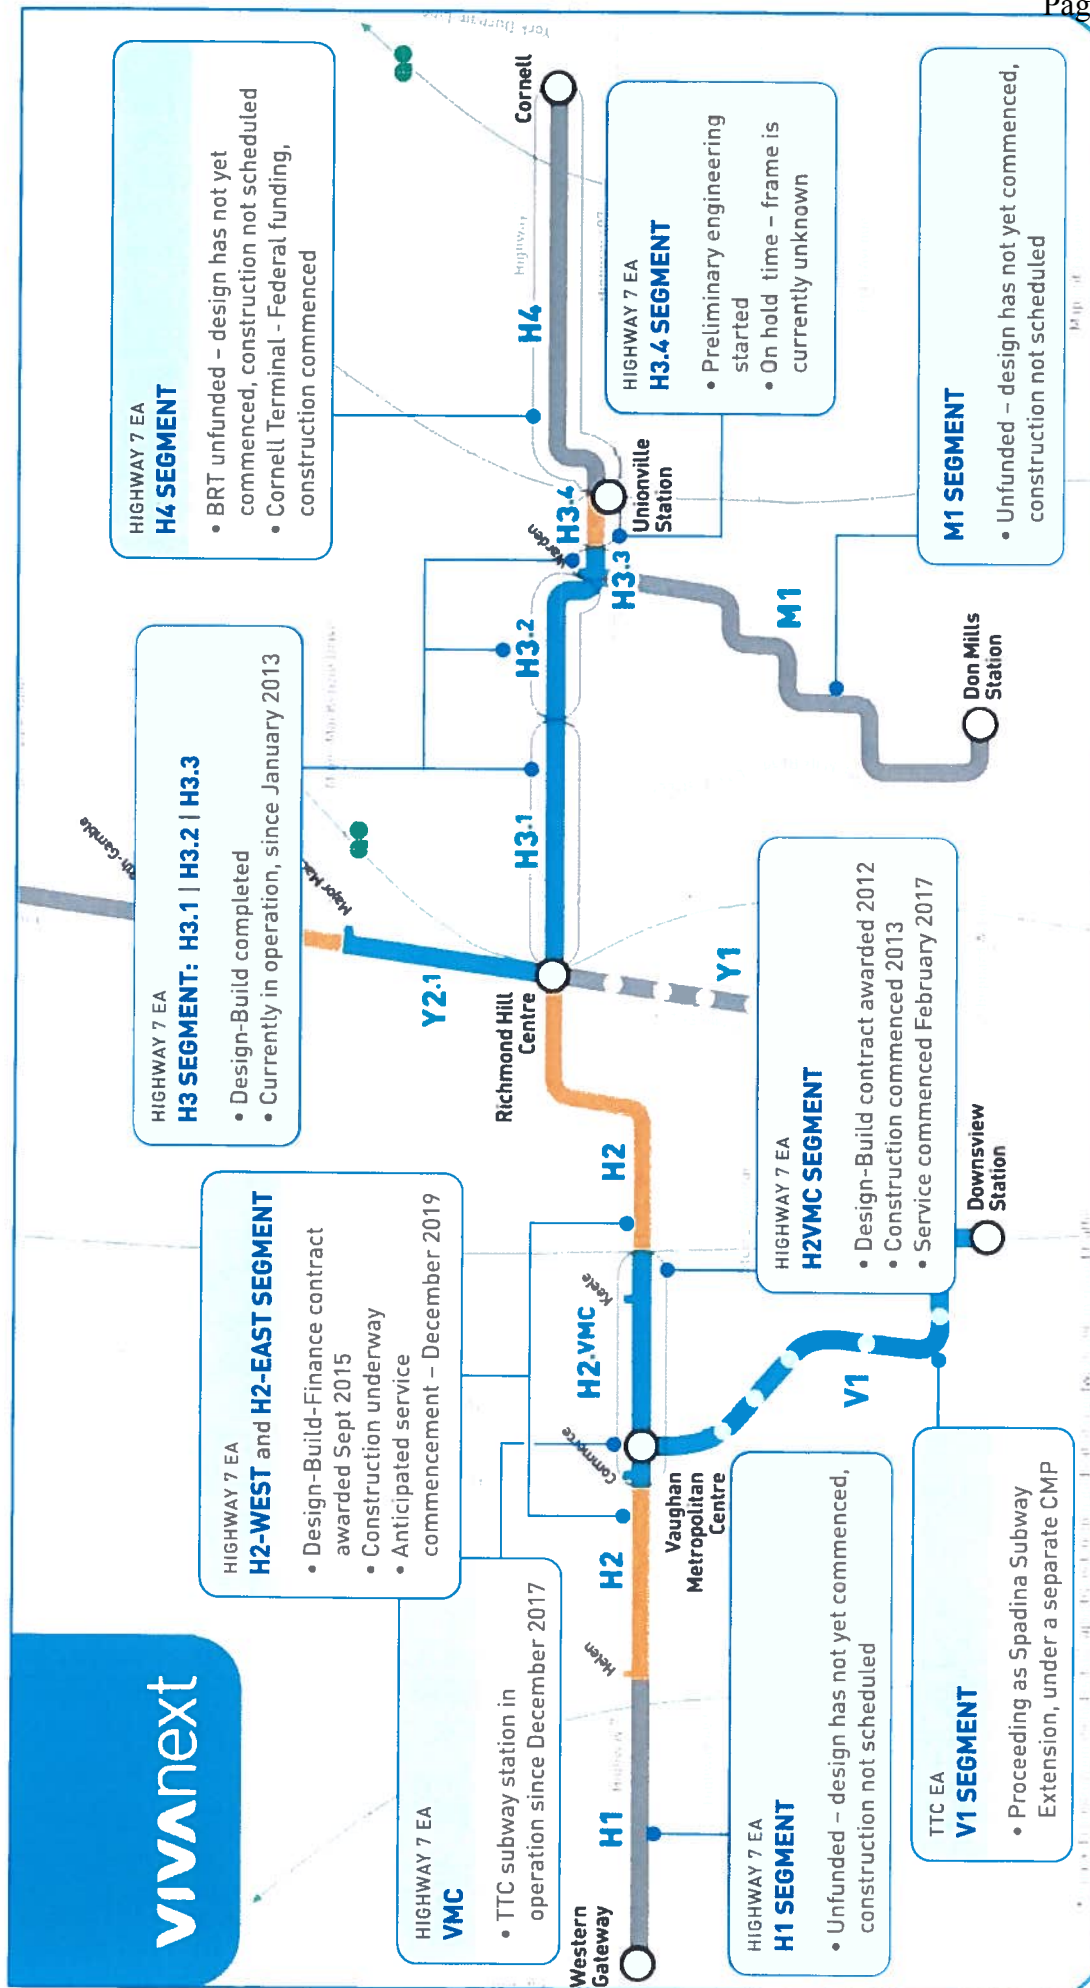 Pag
vivanext
HIGHWAY 7 EA
VMC
• TTC subway station in
operation since December 2017
HIGHWAY 7 EA
H2-WEST and H2-EAST SEGMENT
• Design-Build-Finance contract
awarded Sept 2015
• Construction underway
• Anticipated service
commencement – December 2019
HIGHWAY 7 EA
H3 SEGMENT: H3.1 | H3.2 | H3.3
• Design-Build completed
• Currently in operation, since January 2013
HIGHWAY 7 EA
H4 SEGMENT
• BRT unfunded – design has not yet
commenced, construction not scheduled
• Cornell Terminal - Federal funding,
construction commenced
Western
Gateway
H1
Helen
H2
Commerce
Vaughan
Metropolitan
Centre
H2.VMC
Keele
H2
Richmond Hill
Centre
Y2.1
Major Mac
Y1
H3.1
H3.2
H3.3
Warden
H3.4
Unionville
Station
H4
Highway
Cornell
M1
Don Mills
Station
V1
Downsview
Station
HIGHWAY 7 EA
H1 SEGMENT
• Unfunded – design has not yet commenced,
construction not scheduled
TTC EA
V1 SEGMENT
• Proceeding as Spadina Subway
Extension, under a separate CMP
HIGHWAY 7 EA
H2VMC SEGMENT
• Design-Build contract awarded 2012
• Construction commenced 2013
• Service commenced February 2017
HIGHWAY 7 EA
H3.4 SEGMENT
• Preliminary engineering
started
• On hold time – frame is
currently unknown
M1 SEGMENT
• Unfunded – design has not yet commenced,
construction not scheduled